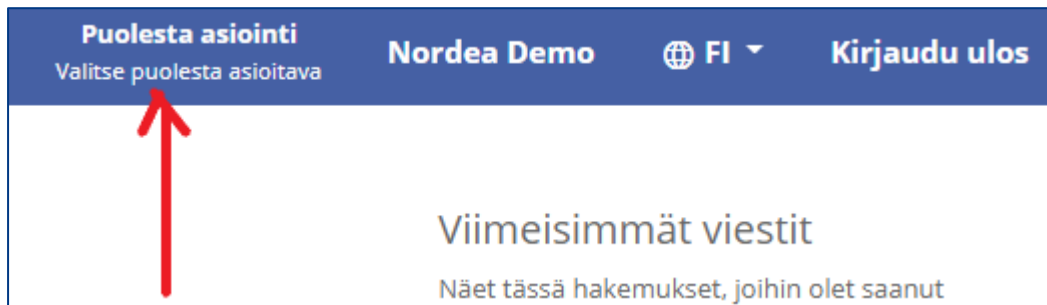 Puolesta asiointi
Valitse puolesta asioitava
Nordea Demo
FI
Kirjaudu ulos
Viimeisimmät viestit
Näet tässä hakemukset, joihin olet saanut